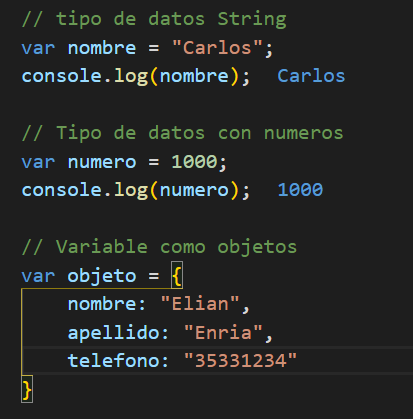 // tipo de datos String
var nombre = "Carlos";
console.log(nombre);  Carlos
// Tipo de datos con numeros
var numero = 1000;
console.log(numero);  1000
// Variable como objetos
var objeto = {
    nombre: "Elian",
    apellido: "Enria",
    telefono: "35331234"
}